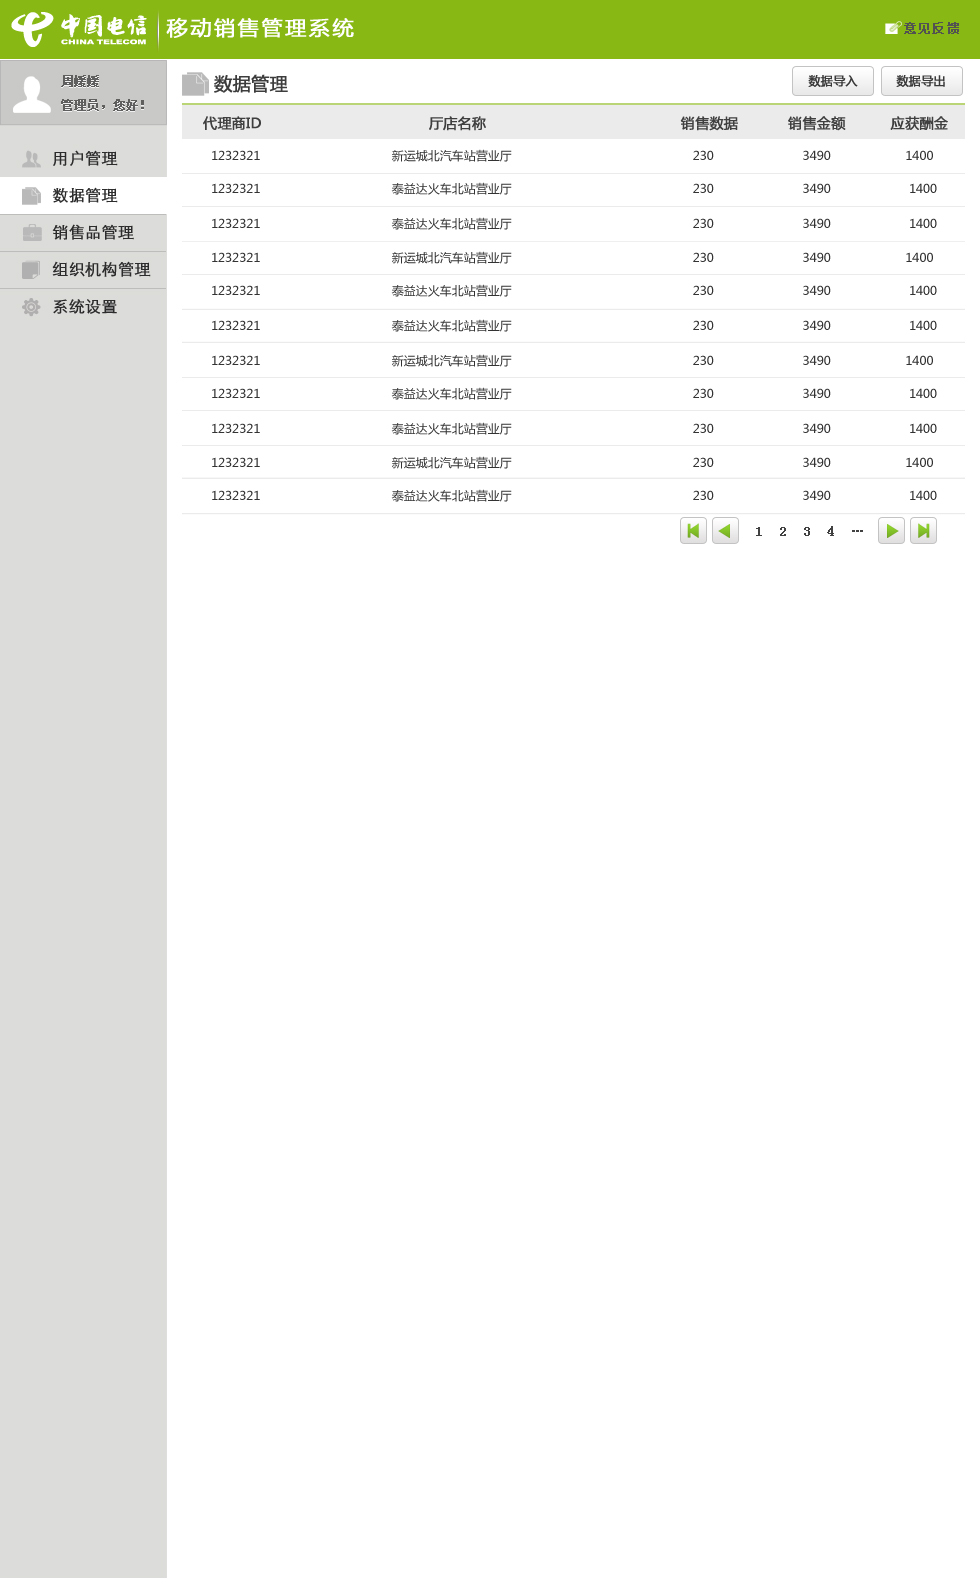 中国电信
CHINA TELECOM
移动销售管理系统
意见反馈
周媛媛
管理员，您好！
用户管理
数据管理
销售品管理
组织机构管理
系统设置
数据管理
数据导入 数据导出
代理商ID 厅店名称 销售数据 销售金额 应获酬金
1232321 新运城北汽车站营业厅 230 3490 1400
1232321 泰益达火车北站营业厅 230 3490 1400
1232321 泰益达火车北站营业厅 230 3490 1400
1232321 新运城北汽车站营业厅 230 3490 1400
1232321 泰益达火车北站营业厅 230 3490 1400
1232321 泰益达火车北站营业厅 230 3490 1400
1232321 新运城北汽车站营业厅 230 3490 1400
1232321 泰益达火车北站营业厅 230 3490 1400
1232321 泰益达火车北站营业厅 230 3490 1400
1232321 新运城北汽车站营业厅 230 3490 1400
1232321 泰益达火车北站营业厅 230 3490 1400
1 2 3 4 ···